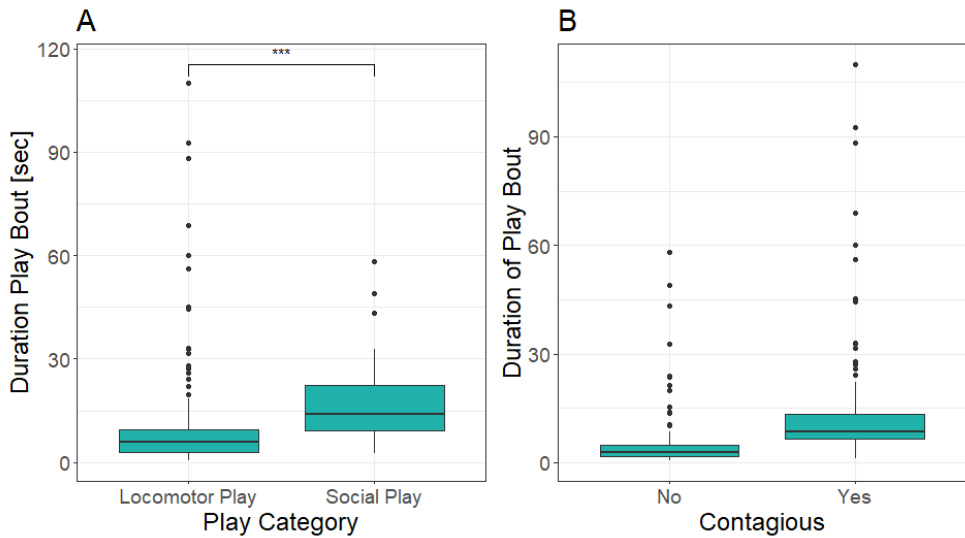 A
Duration Play Bout [sec]
120
90
60
30
0
***
Locomotor Play
Social Play
Play Category
B
Duration of Play Bout
90
60
30
0
No
Yes
Contagious